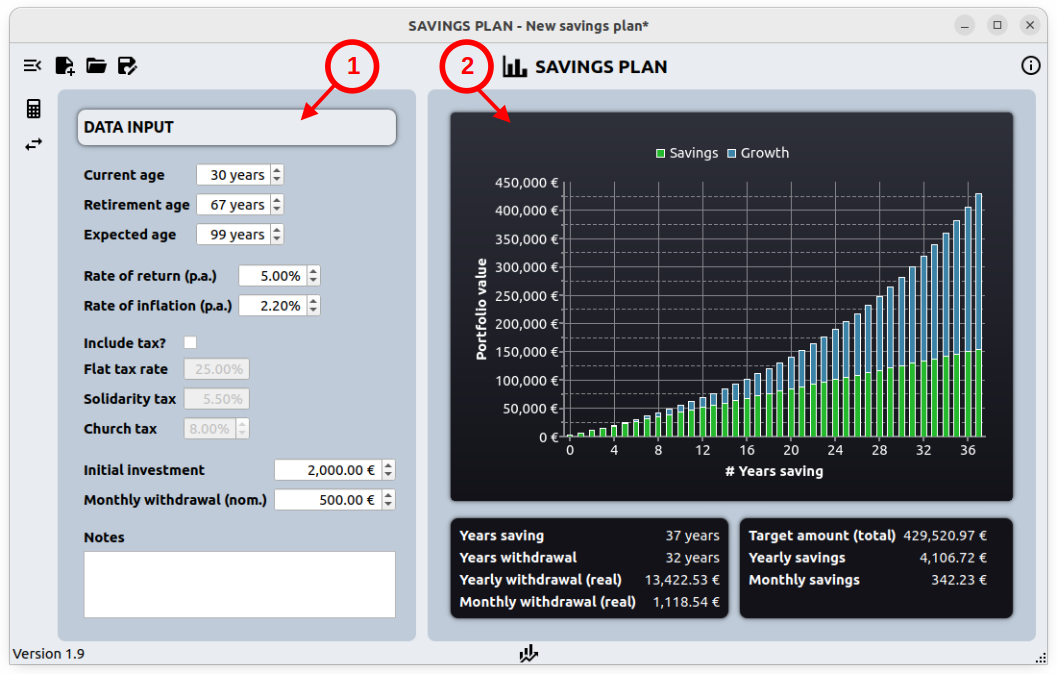 SAVINGS PLAN - New savings plan*
1
2
SAVINGS PLAN
DATA INPUT
Current age 30 years
Retirement age 67 years
Expected age 99 years
Rate of return (p.a.) 5.00%
Rate of inflation (p.a.) 2.20%
Include tax?
Flat tax rate 25.00%
Solidarity tax 5.50%
Church tax 8.00%
Initial investment 2,000.00 €
Monthly withdrawal (nom.) 500.00 €
Notes
Savings Growth
Portfolio value
450,000 €
400,000 €
350,000 €
300,000 €
250,000 €
200,000 €
150,000 €
100,000 €
50,000 €
0 €
0 4 8 12 16 20 24 28 32 36
# Years saving
Years saving 37 years
Years withdrawal 32 years
Yearly withdrawal (real) 13,422.53 €
Monthly withdrawal (real) 1,118.54 €
Target amount (total) 429,520.97 €
Yearly savings 4,106.72 €
Monthly savings 342.23 €
Version 1.9